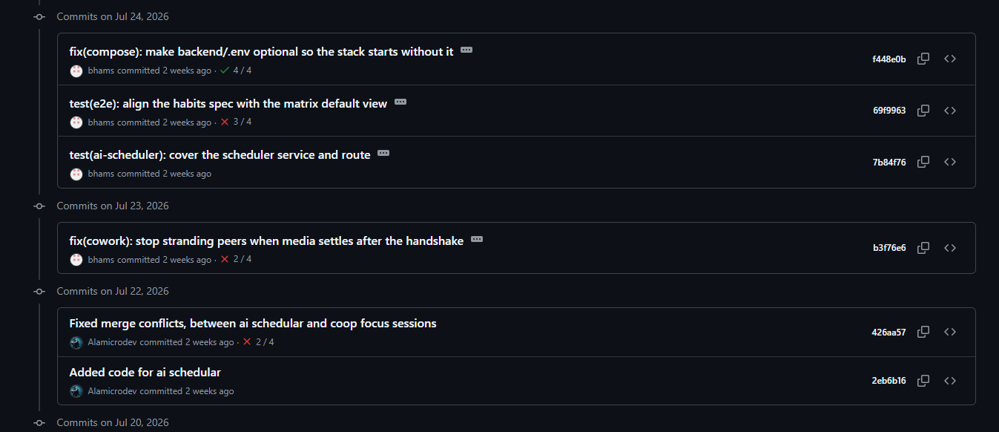 Commits on Jul 24, 2026
fix(compose): make backend/.env optional so the stack starts without it
f448e0b
bhams committed 2 weeks ago · 4 / 4
test(e2e): align the habits spec with the matrix default view
69f9963
bhams committed 2 weeks ago · 3 / 4
test(ai-scheduler): cover the scheduler service and route
7b84f76
bhams committed 2 weeks ago
Commits on Jul 23, 2026
fix(cowork): stop stranding peers when media settles after the handshake
b3f76e6
bhams committed 2 weeks ago · 2 / 4
Commits on Jul 22, 2026
Fixed merge conflicts, between ai schedular and coop focus sessions
426aa57
Alamicrodev committed 2 weeks ago · 2 / 4
Added code for ai schedular
2eb6b16
Alamicrodev committed 2 weeks ago
Commits on Jul 20, 2026